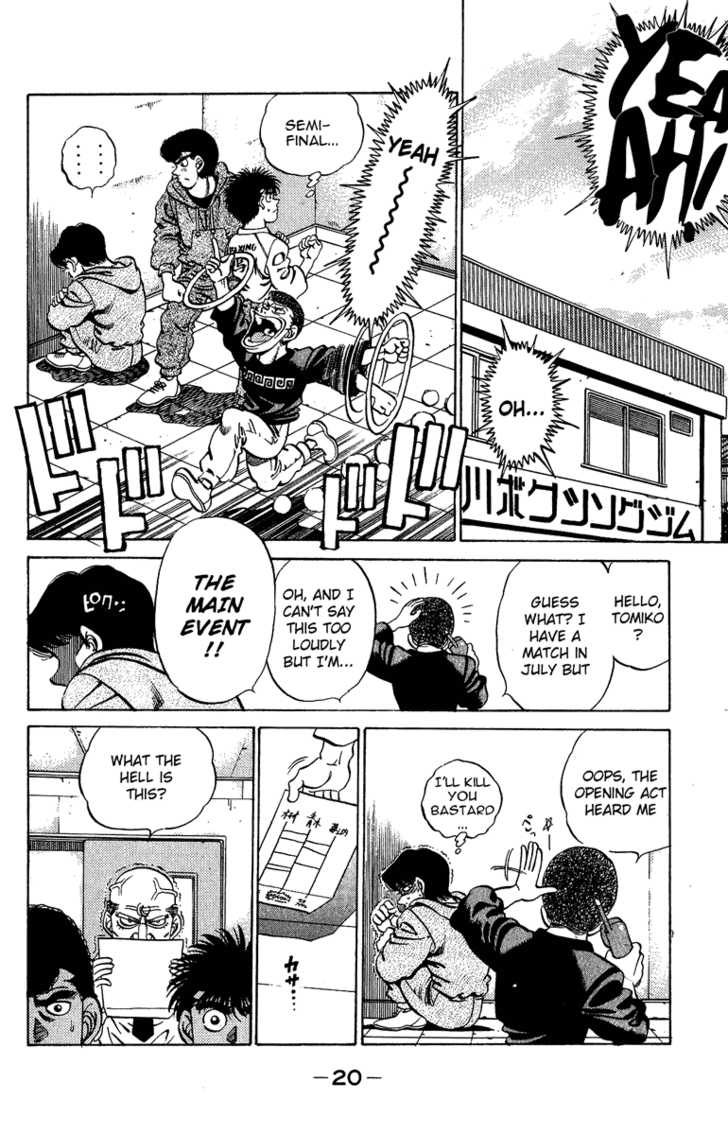 YEA
AH!
OH...
川ボクシングジム
YEAH
SEMI-
FINAL...
......
ドドドド
HELLO,
TOMIKO
?
GUESS
WHAT? I
HAVE A
MATCH IN
JULY BUT
OH, AND I
CAN'T SAY
THIS TOO
LOUDLY
BUT I'M...
THE
MAIN
EVENT
!!
OOPS, THE
OPENING ACT
HEARD ME
I'LL KILL
YOU
BASTARD
...
カサ...
WHAT THE
HELL IS
THIS?
-20-